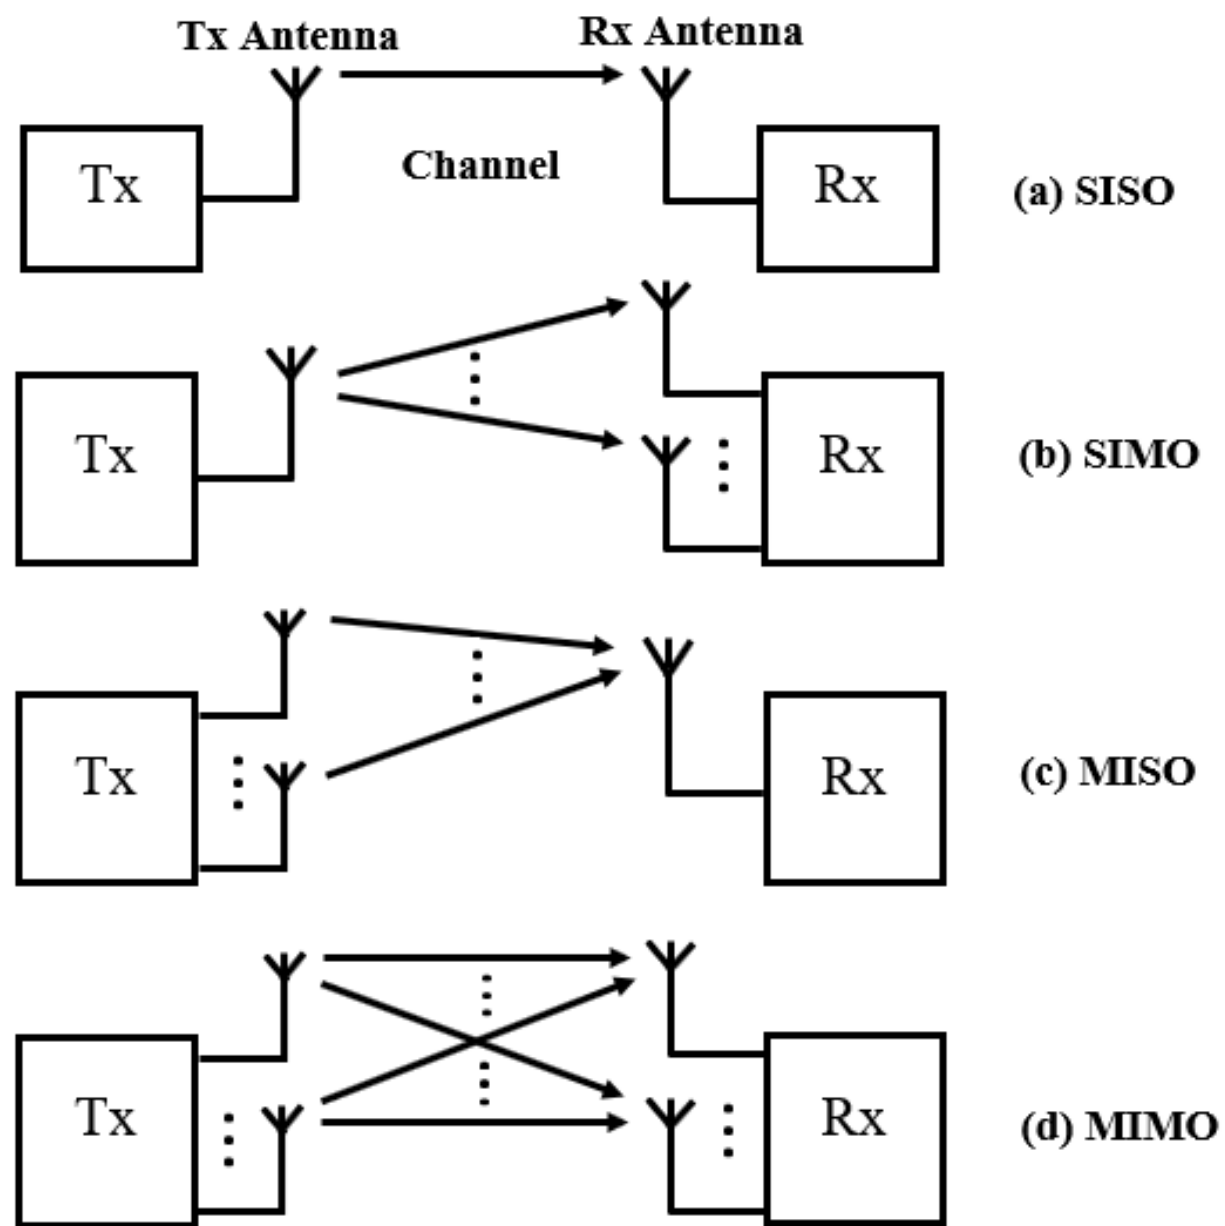 Tx Antenna
Rx Antenna
Tx
Channel
Rx
(a) SISO
Tx
Rx
(b) SIMO
Tx
Rx
(c) MISO
Tx
Rx
(d) MIMO